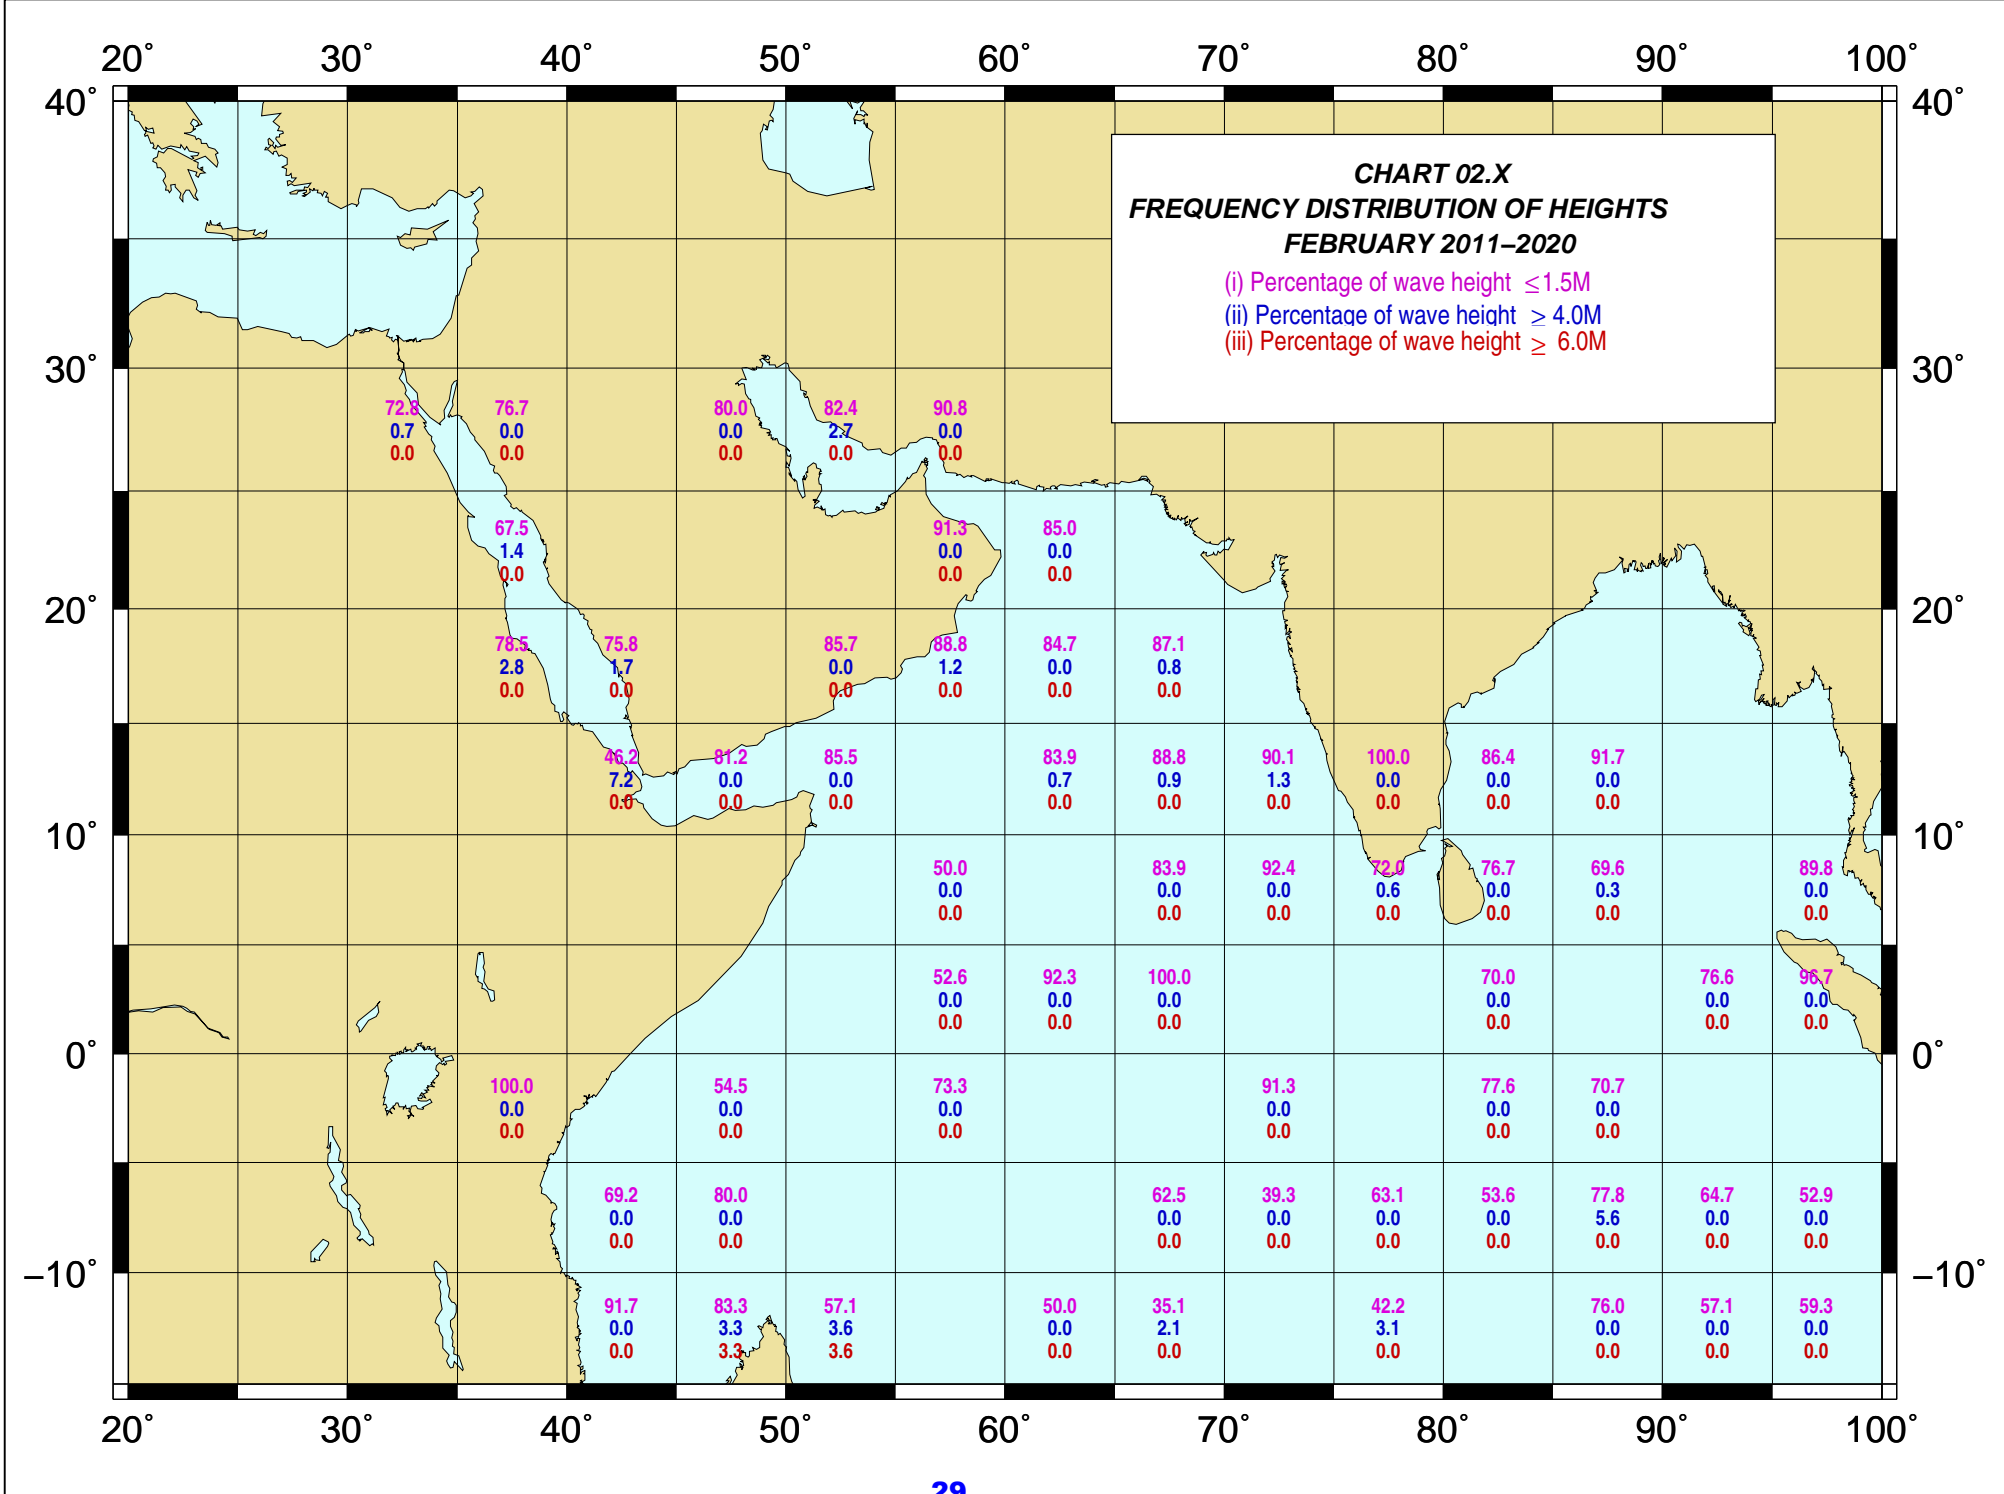 20° 30° 40° 50° 60° 70° 80° 90° 100°
40° 40°
CHART 02.X
FREQUENCY DISTRIBUTION OF HEIGHTS
FEBRUARY 2011–2020
(i) Percentage of wave height ≤1.5M
(ii) Percentage of wave height ≥ 4.0M
(iii) Percentage of wave height ≥ 6.0M
30° 30°
72.8 76.7 80.0 82.4 90.8
0.7 0.0 0.0 2.7 0.0
0.0 0.0 0.0 0.0 0.0
67.5 91.3 85.0
1.4 0.0 0.0
0.0 0.0 0.0
20° 20°
78.5 75.8 85.7 88.8 84.7 87.1
2.8 1.7 0.0 1.2 0.0 0.8
0.0 0.0 0.0 0.0 0.0 0.0
46.2 81.2 85.5 83.9 88.8 90.1 100.0 86.4 91.7
7.2 0.0 0.0 0.7 0.9 1.3 0.0 0.0 0.0
0.0 0.0 0.0 0.0 0.0 0.0 0.0 0.0 0.0
10° 10°
50.0 83.9 92.4 72.0 76.7 69.6 89.8
0.0 0.0 0.0 0.6 0.0 0.3 0.0
0.0 0.0 0.0 0.0 0.0 0.0 0.0
52.6 92.3 100.0 70.0 76.6 96.7
0.0 0.0 0.0 0.0 0.0 0.0
0.0 0.0 0.0 0.0 0.0 0.0
0° 0°
100.0 54.5 73.3 91.3 77.6 70.7
0.0 0.0 0.0 0.0 0.0 0.0
0.0 0.0 0.0 0.0 0.0 0.0
69.2 80.0 62.5 39.3 63.1 53.6 77.8 64.7 52.9
0.0 0.0 0.0 0.0 0.0 0.0 5.6 0.0 0.0
0.0 0.0 0.0 0.0 0.0 0.0 0.0 0.0 0.0
–10° –10°
91.7 83.3 57.1 50.0 35.1 42.2 76.0 57.1 59.3
0.0 3.3 3.6 0.0 2.1 3.1 0.0 0.0 0.0
0.0 3.3 3.6 0.0 0.0 0.0 0.0 0.0 0.0
20° 30° 40° 50° 60° 70° 80° 90° 100°
29